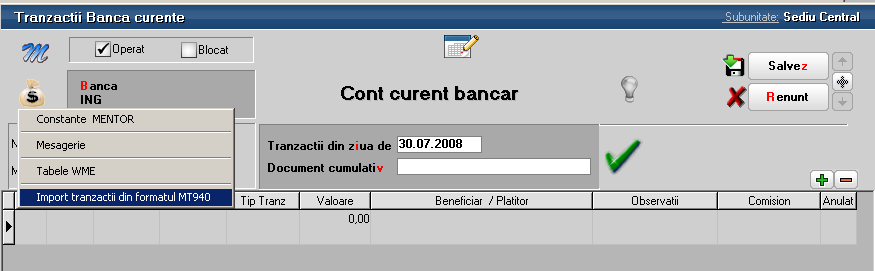 Tranzactii Banca curente
Subunitate: Sediu Central
Operat
Blocat
Salvez
Banca
ING
Cont curent bancar
Renunt
Constante MENTOR
Mesagerie
Tabele WME
Import tranzactii din formatul MT940
Tranzactii din ziua de 30.07.2008
Document cumulativ
Tip Tranz Valoare Beneficiar / Platitor Observatii Comision Anulat
0,00